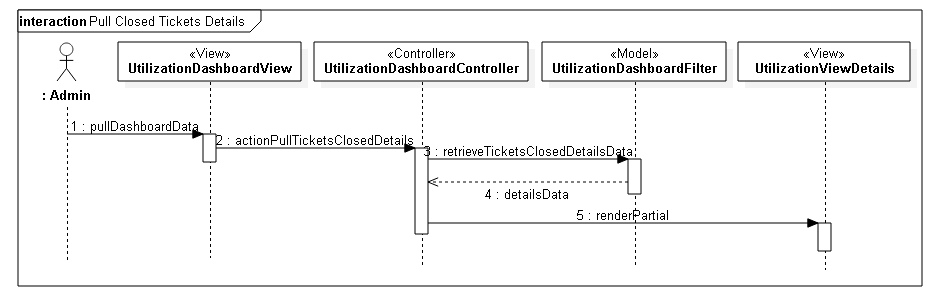 interaction Pull Closed Tickets Details
: Admin
«View»
UtilizationDashboardView
«Controller»
UtilizationDashboardController
«Model»
UtilizationDashboardFilter
«View»
UtilizationViewDetails
1 : pullDashboardData
2 : actionPullTicketsClosedDetails
3 : retrieveTicketsClosedDetailsData
4 : detailsData
5 : renderPartial